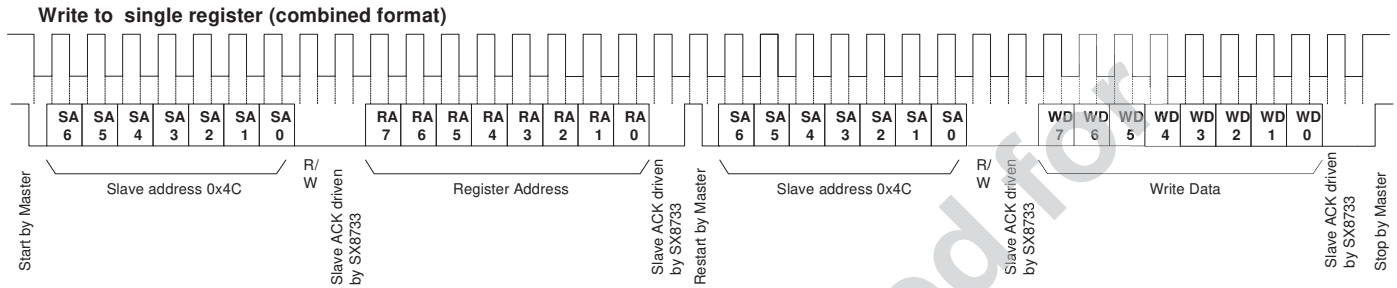 Write to single register (combined format)
SA 6 SA 5 SA 4 SA 3 SA 2 SA 1 SA 0 RA 7 RA 6 RA 5 RA 4 RA 3 RA 2 RA 1 RA 0 SA 6 SA 5 SA 4 SA 3 SA 2 SA 1 SA 0 WD 7 WD 6 WD 5 WD 4 WD 3 WD 2 WD 1 WD 0
Start by Master
Slave address 0x4C
R/
W
Slave ACK driven
by SX8733
Register Address
Slave ACK driven
by SX8733
Restart by Master
Slave address 0x4C
R/
W
Slave ACK driven
by SX8733
Write Data
Slave ACK driven
by SX8733
Stop by Master
ed for